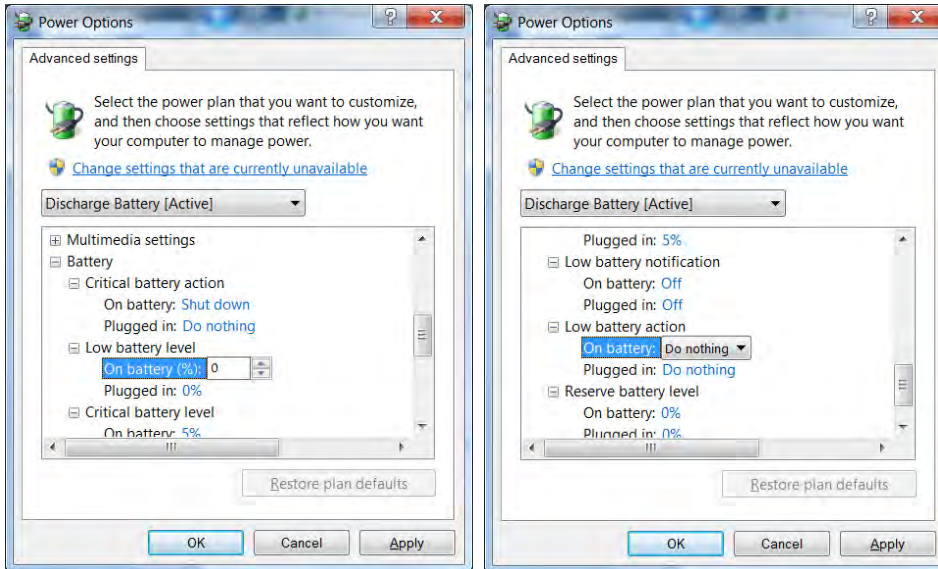 Power Options
Advanced settings
Select the power plan that you want to customize,
and then choose settings that reflect how you want
your computer to manage power.
Change settings that are currently unavailable
Discharge Battery [Active]
Multimedia settings
Battery
Critical battery action
On battery: Shut down
Plugged in: Do nothing
Low battery level
On battery (%): 0
Plugged in: 0%
Critical battery level
On battery: 5%
Restore plan defaults
OK Cancel Apply
Power Options
Advanced settings
Select the power plan that you want to customize,
and then choose settings that reflect how you want
your computer to manage power.
Change settings that are currently unavailable
Discharge Battery [Active]
Plugged in: 5%
Low battery notification
On battery: Off
Plugged in: Off
Low battery action
On battery: Do nothing
Plugged in: Do nothing
Reserve battery level
On battery: 0%
Plugged in: 0%
Restore plan defaults
OK Cancel Apply